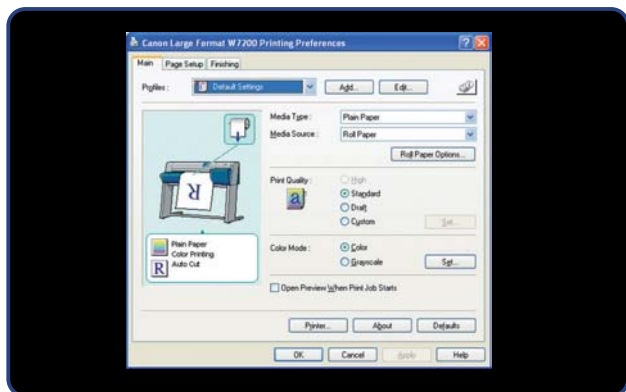 Canon Large Format W7200 Printing Preferences
Main Page Setup Finishing
Profiles : Default Settings Add... Edit...
Media Type : Plain Paper
Media Source : Roll Paper
Roll Paper Options...
Print Quality : High
Standard
Draft
Custom Set...
Plain Paper
Color Printing
Auto Cut
Color Mode : Color
Grayscale Set...
Open Preview When Print Job Starts
Printer... About Defaults
OK Cancel Apply Help